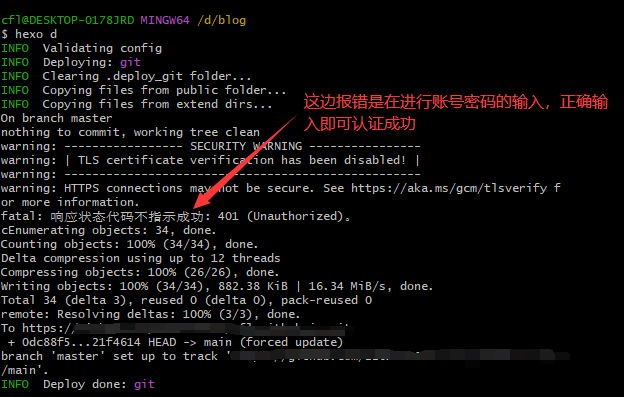 cfl@DESKTOP-0178JRD MINGW64 /d/blog
$ hexo d
INFO  Validating config
INFO  Deploying: git
INFO  Clearing .deploy_git folder...
INFO  Copying files from public folder...
INFO  Copying files from extend dirs...
这边报错是在进行账号密码的输入，正确输
入即可认证成功
On branch master
nothing to commit, working tree clean
warning: ----------------- SECURITY WARNING ----------------
warning: | TLS certificate verification has been disabled! |
warning: ---------------------------------------------------
warning: HTTPS connections may not be secure. See https://aka.ms/gcm/tlsverify f
or more information.
fatal: 响应状态代码不指示成功: 401 (Unauthorized)。
cEnumerating objects: 34, done.
Counting objects: 100% (34/34), done.
Delta compression using up to 12 threads
Compressing objects: 100% (26/26), done.
Writing objects: 100% (34/34), 882.38 KiB | 16.34 MiB/s, done.
Total 34 (delta 3), reused 0 (delta 0), pack-reused 0
remote: Resolving deltas: 100% (3/3), done.
To https:/
 + 0dc88f5...21f4614 HEAD -> main (forced update)
branch 'master' set up to track '
/main'.
INFO  Deploy done: git